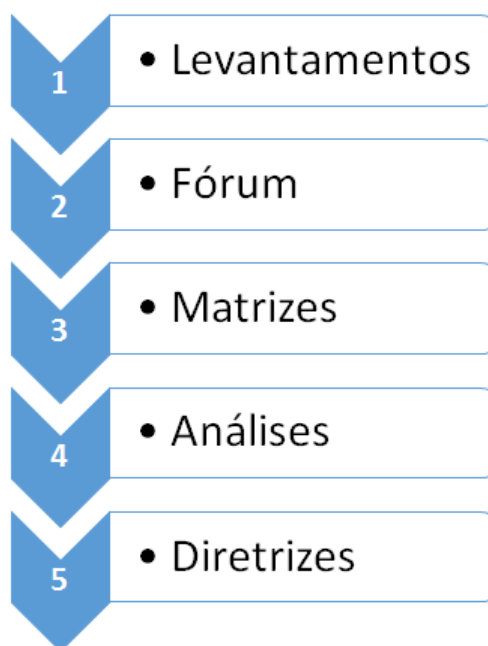 1
• Levantamentos
2
• Fórum
3
• Matrizes
4
• Análises
5
• Diretrizes